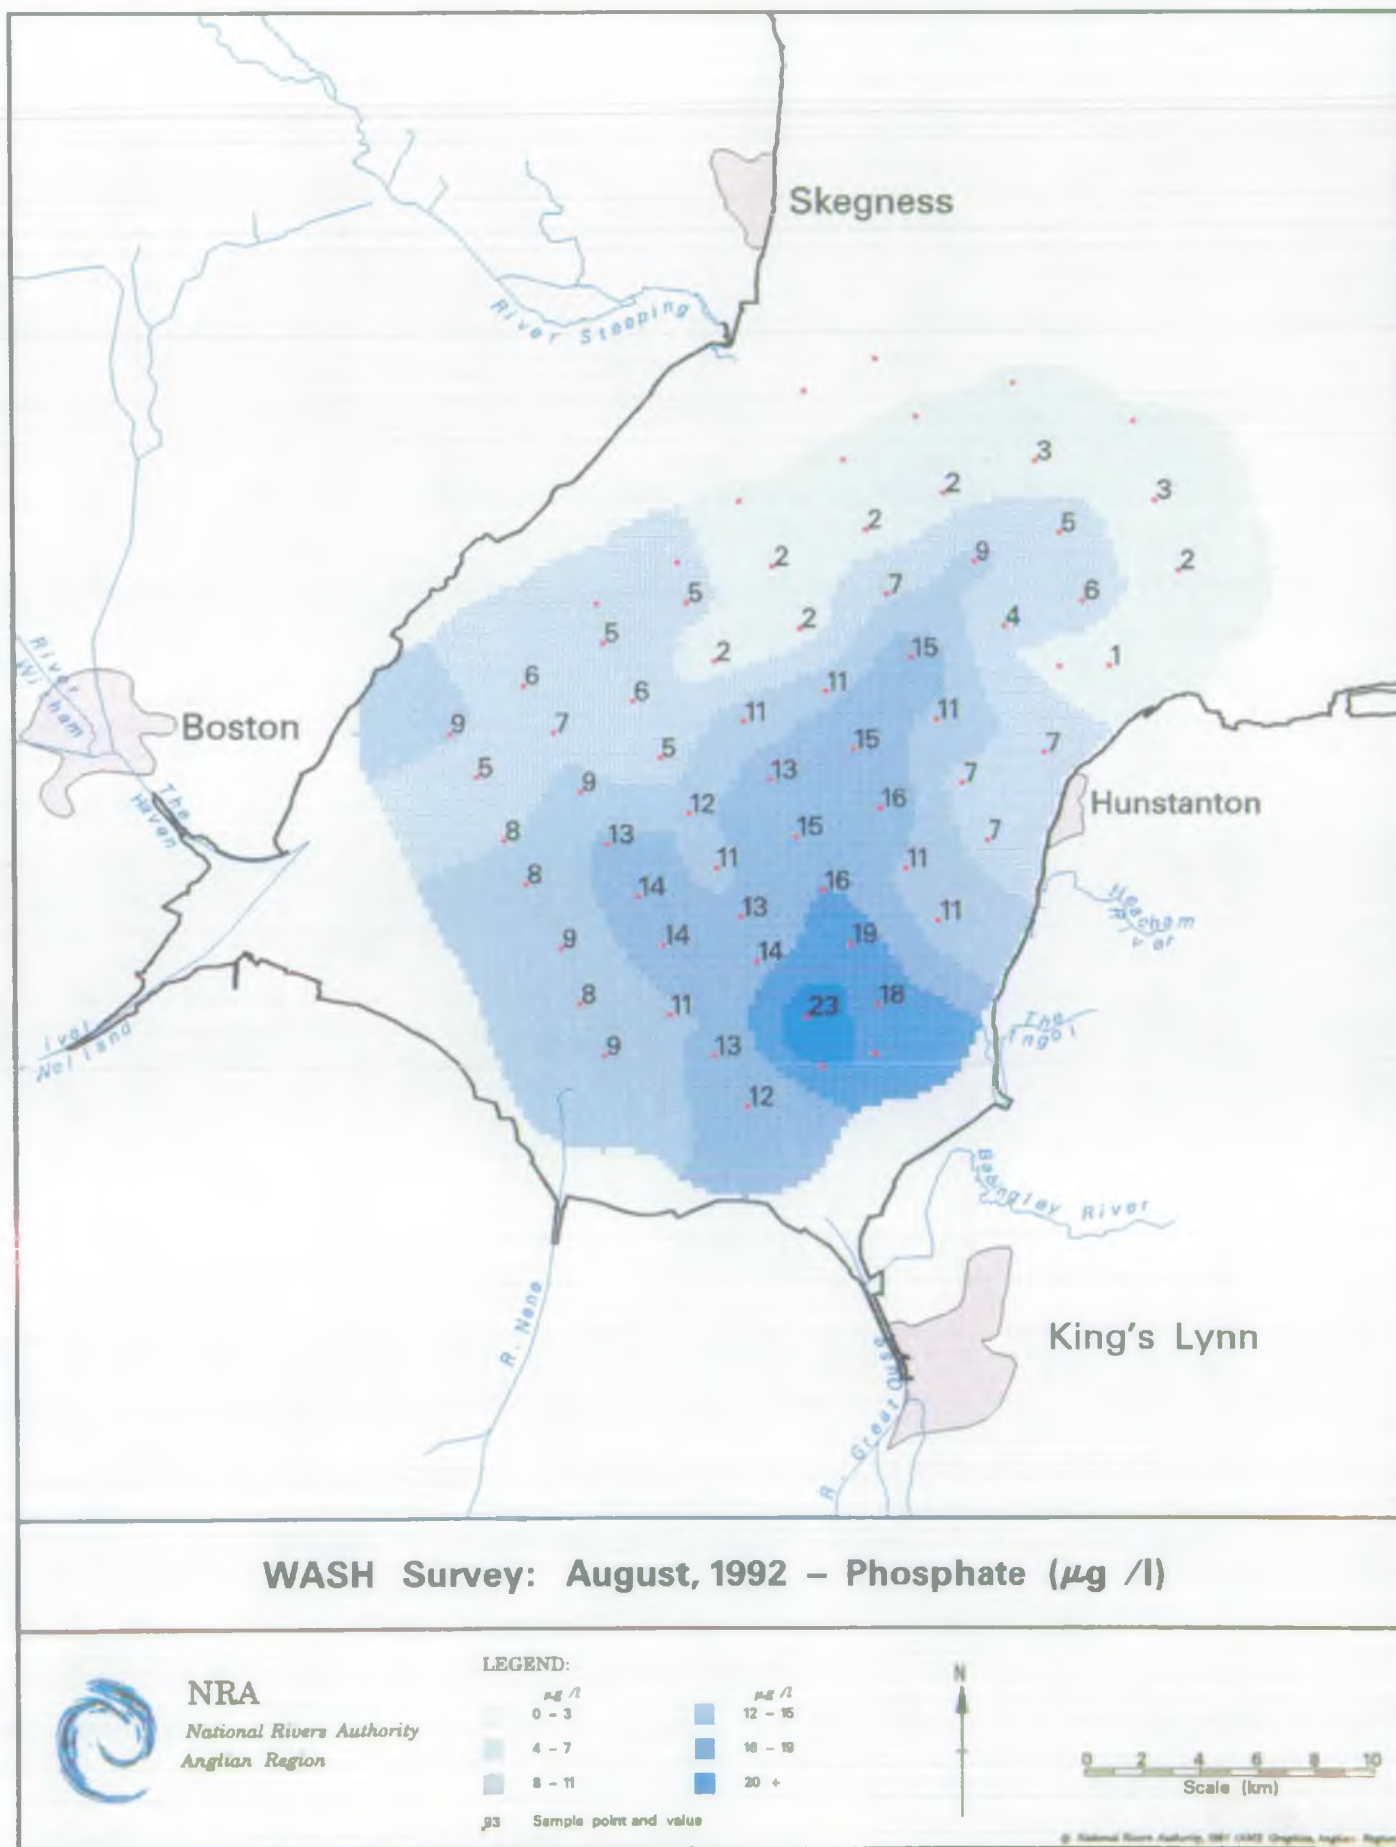 Skegness
River Steeping
3
2
3
2
5
9
2
2
7
5
6
4
2
5
15
1
2
6
11
6
11
11
9
7
15
7
5
5
13
7
9
16
12
8
13
15
7
11
11
8
16
14
13
11
9
14
19
14
8
11
23
18
9
13
12
River
Witham
Boston
The
Haven
Hunstanton
Heacham
The
Ingol
Welland
Babingley River
R. Nene
King's Lynn
R. Great Ouse
WASH Survey: August, 1992 – Phosphate (µg /l)
NRA
National Rivers Authority
Anglian Region
LEGEND:
µg /l
0 - 3
4 - 7
8 - 11
µg /l
12 - 15
16 - 19
20 +
93 Sample point and value
N
0 2 4 6 8 10
Scale (km)